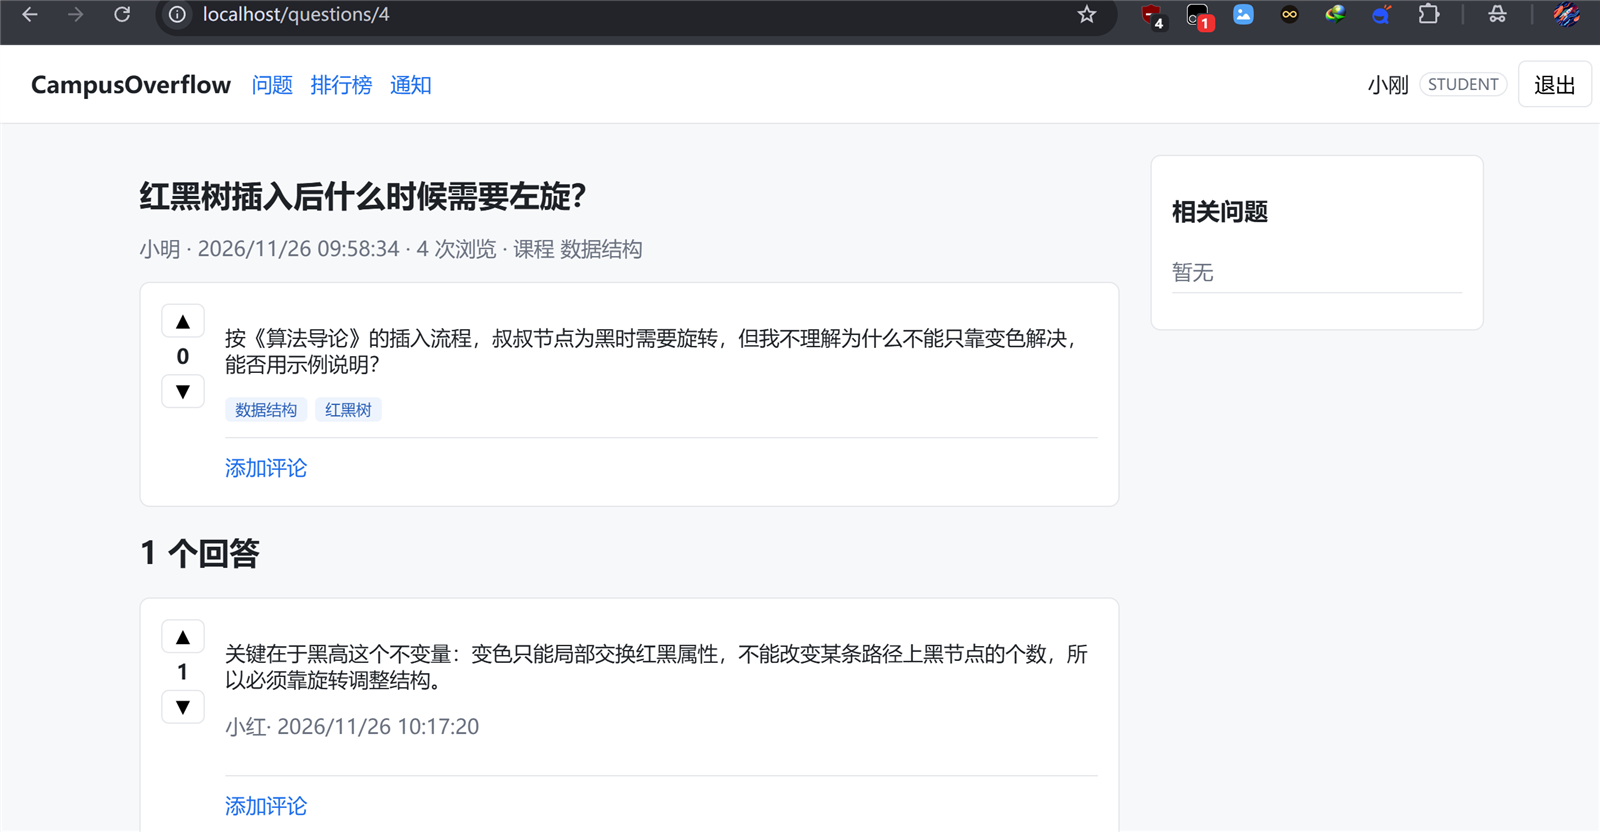 localhost/questions/4
4
1
CampusOverflow 问题 排行榜 通知
小刚 STUDENT 退出
红黑树插入后什么时候需要左旋?
小明 · 2026/11/26 09:58:34 · 4 次浏览 · 课程 数据结构
▲
0
▼
按《算法导论》的插入流程，叔叔节点为黑时需要旋转，但我不理解为什么不能只靠变色解决，
能否用示例说明？
数据结构 红黑树
添加评论
相关问题
暂无
1 个回答
▲
1
▼
关键在于黑高这个不变量：变色只能局部交换红黑属性，不能改变某条路径上黑节点的个数，所
以必须靠旋转调整结构。
小红· 2026/11/26 10:17:20
添加评论